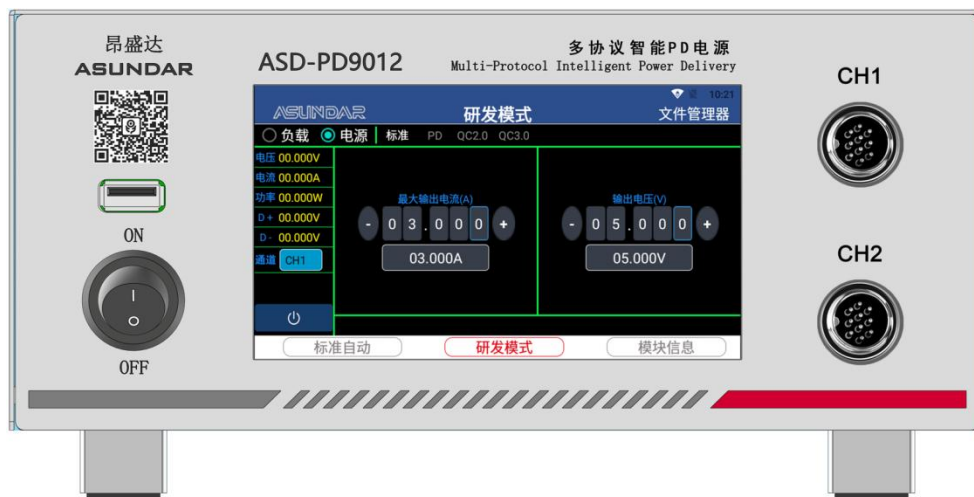 昂盛达
ASUNDAR
ASD-PD9012
多协议智能PD电源
Multi-Protocol Intelligent Power Delivery
ON
OFF
10:21
ASUNDAR
研发模式
文件管理器
负载
电源
标准
PD
QC2.0
QC3.0
电压 00.000V
电流 00.000A
功率 00.000W
D+ 00.000V
D- 00.000V
通道 CH1
最大输出电流(A)
- 0 3 . 0 0 0 +
03.000A
输出电压(V)
- 0 5 . 0 0 0 +
05.000V
标准自动
研发模式
模块信息
CH1
CH2